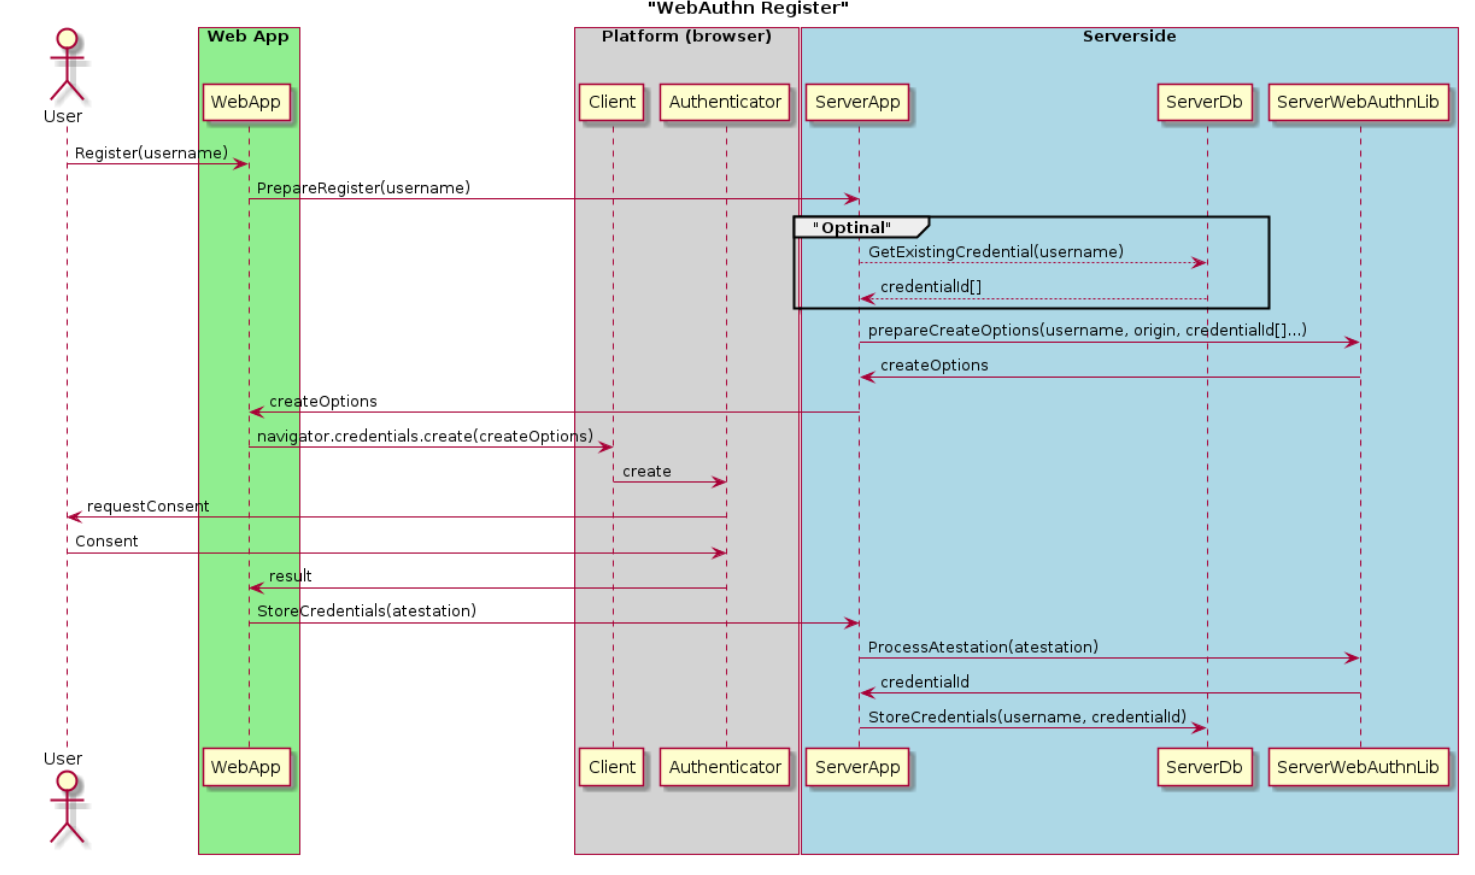 "WebAuthn Register"
Web App
Platform (browser)
Serverside
User
WebApp
Client
Authenticator
ServerApp
ServerDb
ServerWebAuthnLib
Register(username)
PrepareRegister(username)
"Optinal"
GetExistingCredential(username)
credentialId[]
prepareCreateOptions(username, origin, credentialId[]...)
createOptions
createOptions
navigator.credentials.create(createOptions)
create
requestConsent
Consent
result
StoreCredentials(atestation)
ProcessAtestation(atestation)
credentialId
StoreCredentials(username, credentialId)
User
WebApp
Client
Authenticator
ServerApp
ServerDb
ServerWebAuthnLib